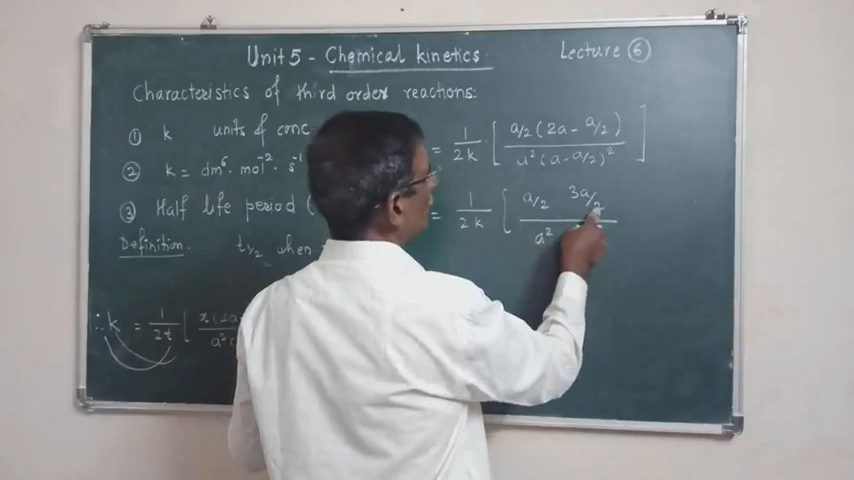 Unit 5 - Chemical kinetics
Lecture ⑥
Characteristics of third order reactions:
① k units of conc
② k = dm⁶. mol⁻². s⁻¹
③ Half life period (
Definition. t½ when
= 1/2k [ a/2 (2a - a/2) / a² (a - a/2)² ]
= 1/2k [ a/2 3a/2 / a²
∴ k = 1/2t [ x(2a- / a²(